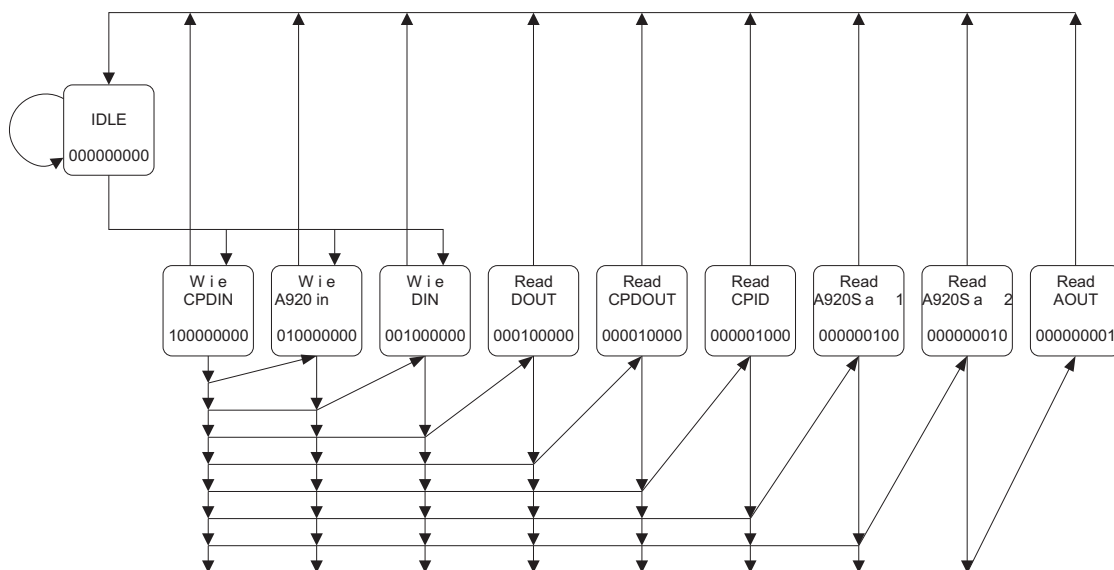 IDLE
000000000
W i e
CPDIN
100000000
W i e
A920 in
010000000
W i e
DIN
001000000
Read
DOUT
000100000
Read
CPDOUT
000010000
Read
CPID
000001000
Read
A920S a 1
000000100
Read
A920S a 2
000000010
Read
AOUT
000000001